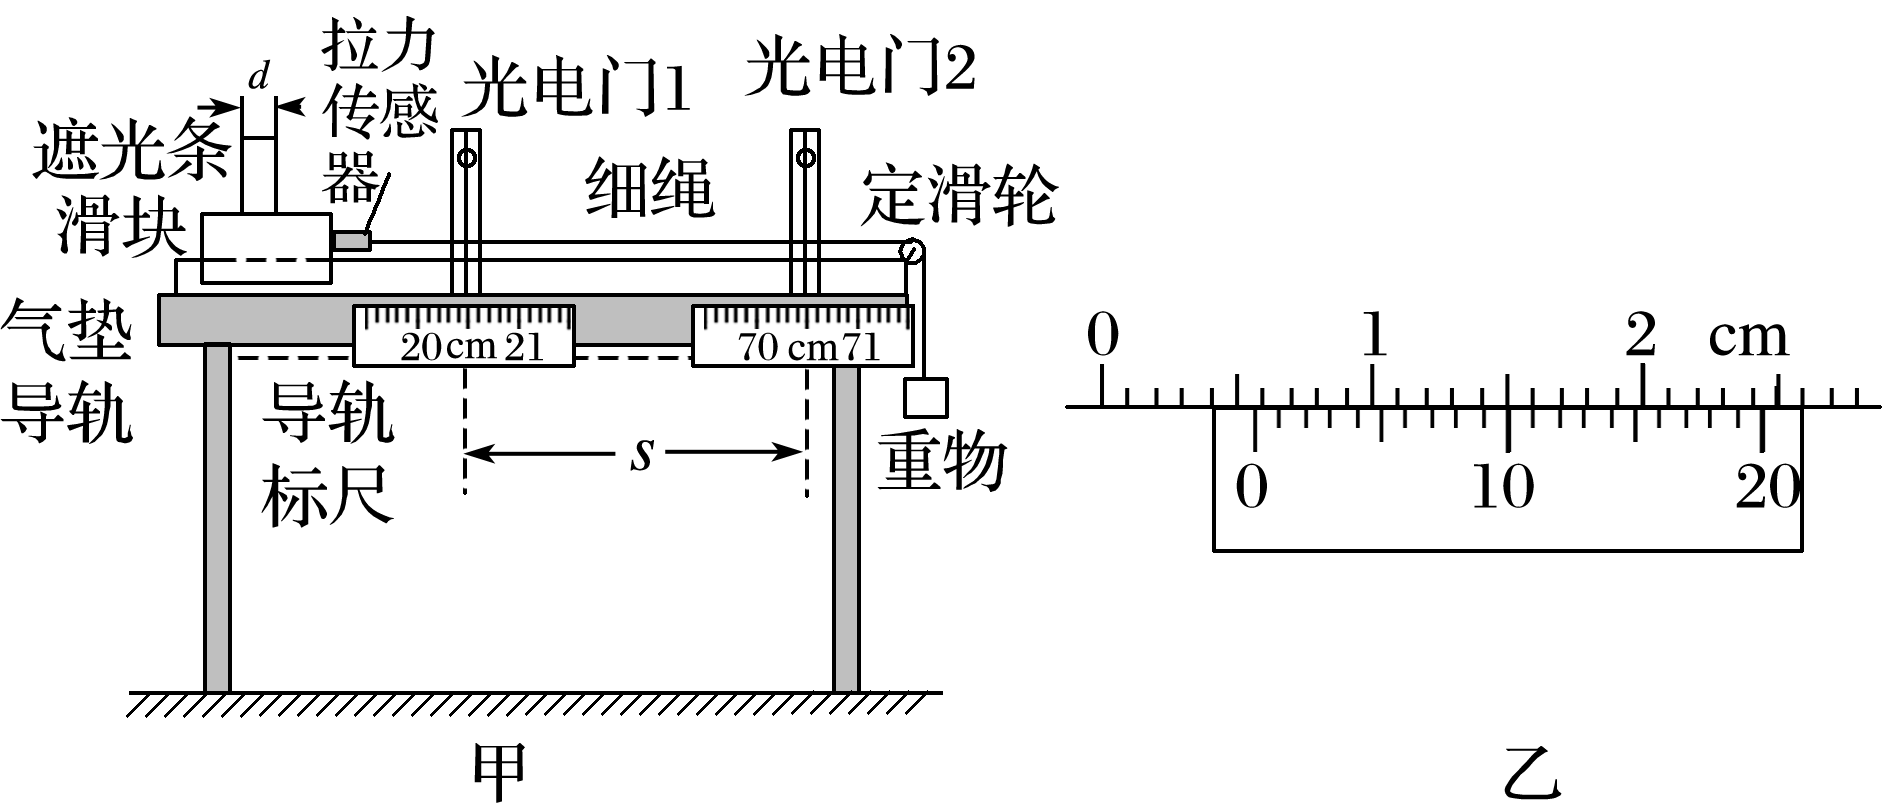 d
拉力
传感
器
光电门1
光电门2
遮光条
滑块
细绳
定滑轮
气垫
导轨
20 cm 21
70 cm 71
导轨
标尺
s
重物
甲
0 1 2 cm
0 10 20
乙